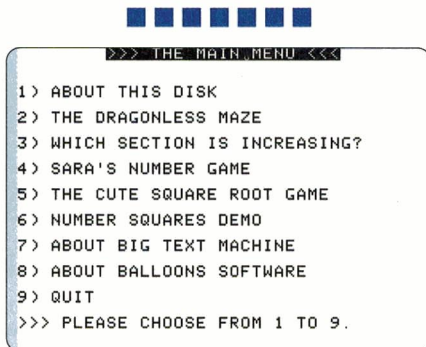 >>> THE MAIN MENU <<<
1) ABOUT THIS DISK
2) THE DRAGONLESS MAZE
3) WHICH SECTION IS INCREASING?
4) SARA'S NUMBER GAME
5) THE CUTE SQUARE ROOT GAME
6) NUMBER SQUARES DEMO
7) ABOUT BIG TEXT MACHINE
8) ABOUT BALLOONS SOFTWARE
9) QUIT
>>> PLEASE CHOOSE FROM 1 TO 9.